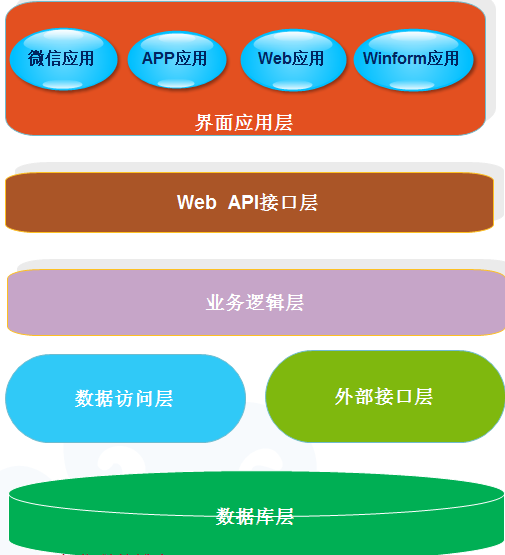 微信应用 APP应用 Web应用 Winform应用
界面应用层
Web API接口层
业务逻辑层
数据访问层 外部接口层
数据库层